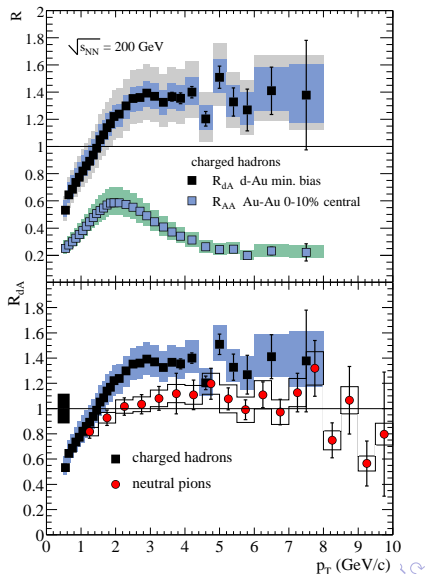 R
2
1.8
1.6
1.4
1.2
1
0.8
0.6
0.4
0.2
√s_NN = 200 GeV
charged hadrons
R_dA d-Au min. bias
R_AA Au-Au 0-10% central
R_dA
2
1.8
1.6
1.4
1.2
1
0.8
0.6
0.4
0.2
0
charged hadrons
neutral pions
0 1 2 3 4 5 6 7 8 9 10
p_T (GeV/c)